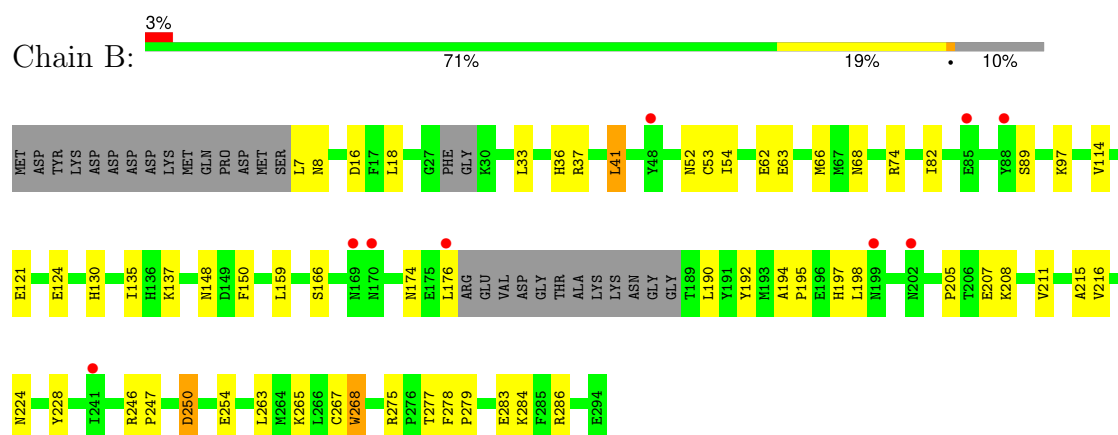 3%
Chain B:
71% 19% • 10%
MET ASP TYR LYS ASP ASP ASP ASP LYS MET GLN PRO ASP MET SER L7 N8 D16 F17 L18 G27 PHE GLY K30 L33 H36 R37 L41 Y48 N52 C53 I54 E62 E63 M66 M67 N68 R74 I82 E85 Y88 S89 K97 V114
E121 E124 H130 I135 H136 K137 N148 D149 F150 L159 S166 N169 N170 N174 E175 L176 ARG GLU VAL ASP GLY THR ALA LYS LYS ASN GLY GLY T189 L190 Y191 Y192 M193 A194 P195 E196 H197 L198 N199 N202 P205 T206 E207 K208 V211 A215 V216
N224 Y228 I241 R246 P247 D250 E254 L263 M264 K265 L266 C267 W268 R275 P276 T277 F278 P279 E283 K284 F285 R286 E294